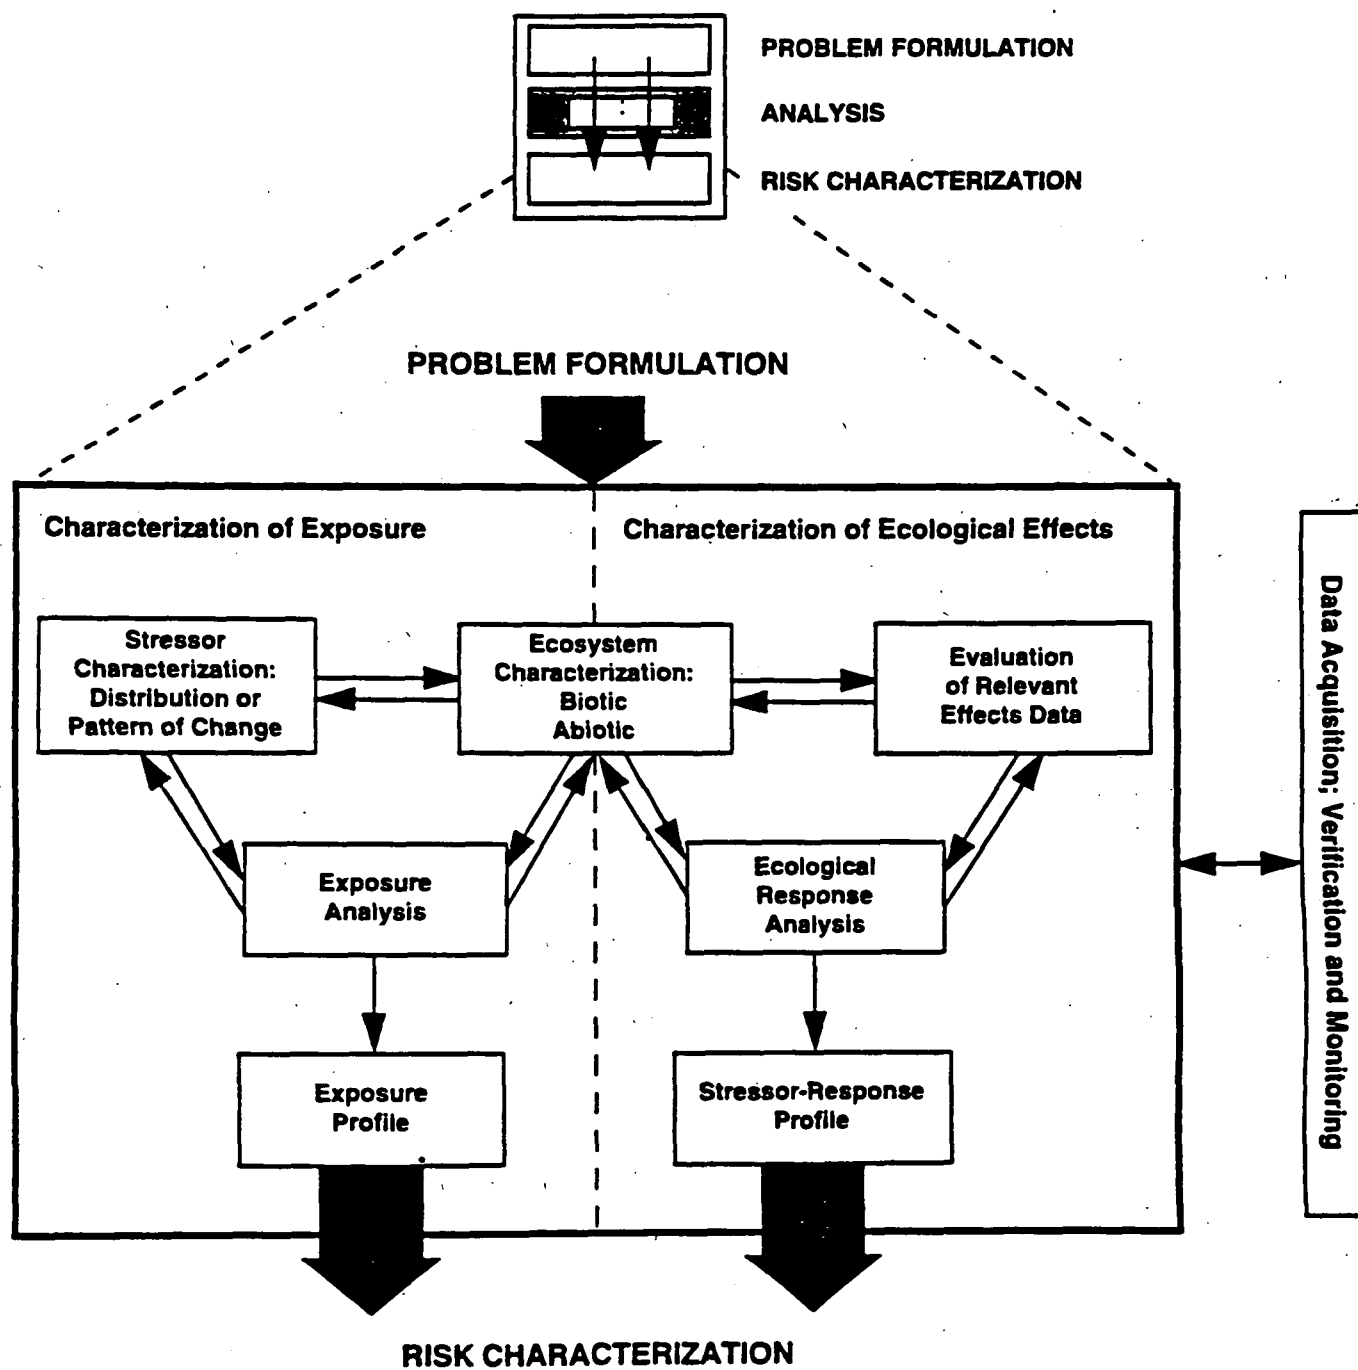 PROBLEM FORMULATION
ANALYSIS
RISK CHARACTERIZATION
PROBLEM FORMULATION
Characterization of Exposure
Characterization of Ecological Effects
Stressor
Characterization:
Distribution or
Pattern of Change
Ecosystem
Characterization:
Biotic
Abiotic
Evaluation
of Relevant
Effects Data
Exposure
Analysis
Ecological
Response
Analysis
Exposure
Profile
Stressor-Response
Profile
Data Acquisition; Verification and Monitoring
RISK CHARACTERIZATION